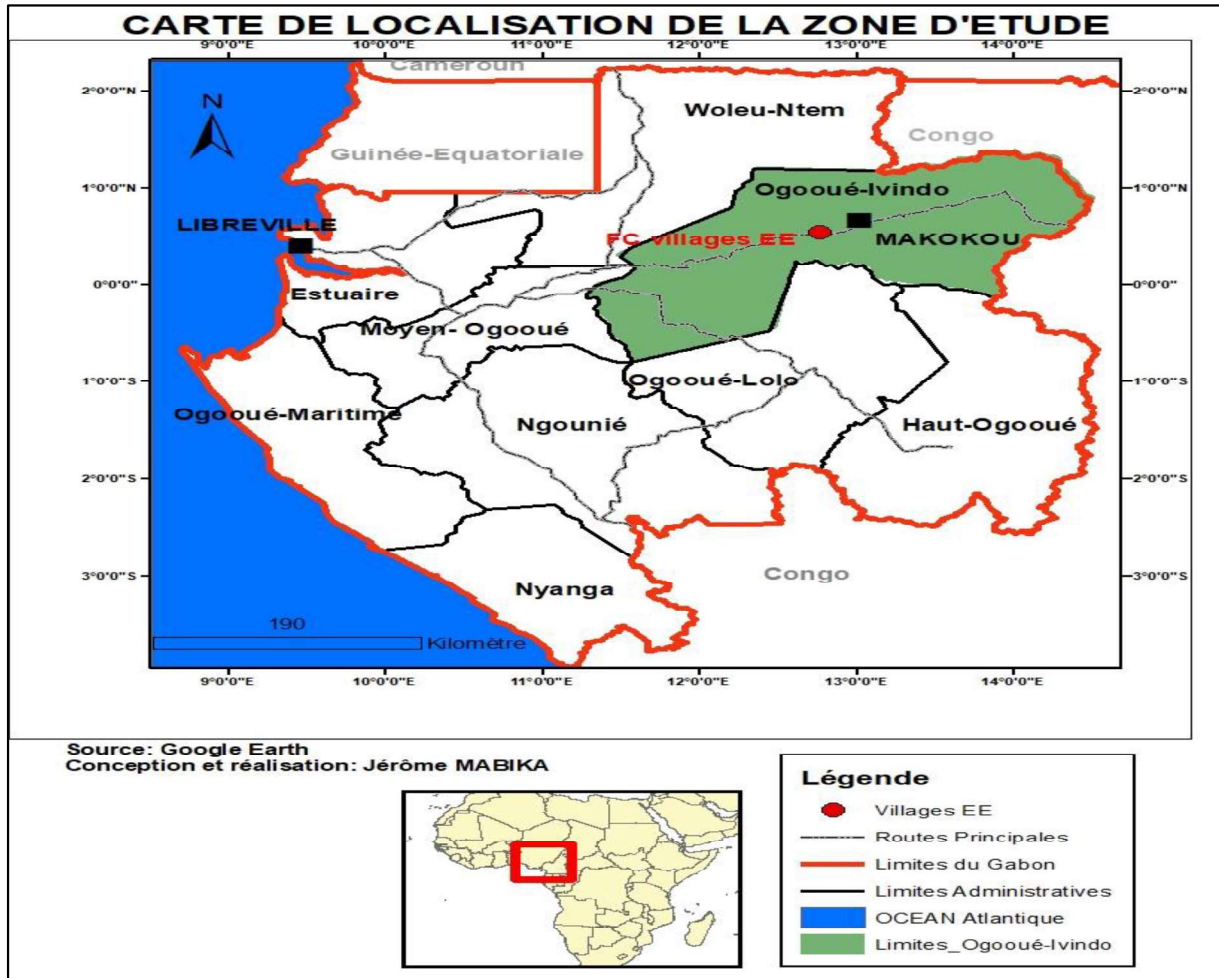 CARTE DE LOCALISATION DE LA ZONE D'ETUDE
9°0'0"E 10°0'0"E 11°0'0"E 12°0'0"E 13°0'0"E 14°0'0"E
Cameroun
2°0'0"N 2°0'0"N
N
Woleu-Ntem
Congo
Guinée-Equatoriale
1°0'0"N 1°0'0"N
Ogooué-Ivindo
LIBREVILLE
FC Villages EE
MAKOKOU
0°0'0" 0°0'0"
Estuaire
Moyen- Ogooué
1°0'0"S 1°0'0"S
Ogooué-Lolo
Ogooué-Maritime
Ngounié
Haut-Ogooué
2°0'0"S 2°0'0"S
3°0'0"S 3°0'0"S
Congo
Nyanga
190
Kilomètre
9°0'0"E 10°0'0"E 11°0'0"E 12°0'0"E 13°0'0"E 14°0'0"E
Source: Google Earth
Conception et réalisation: Jérôme MABIKA
Légende
Villages EE
Routes Principales
Limites du Gabon
Limites Administratives
OCEAN Atlantique
Limites_Ogooué-Ivindo